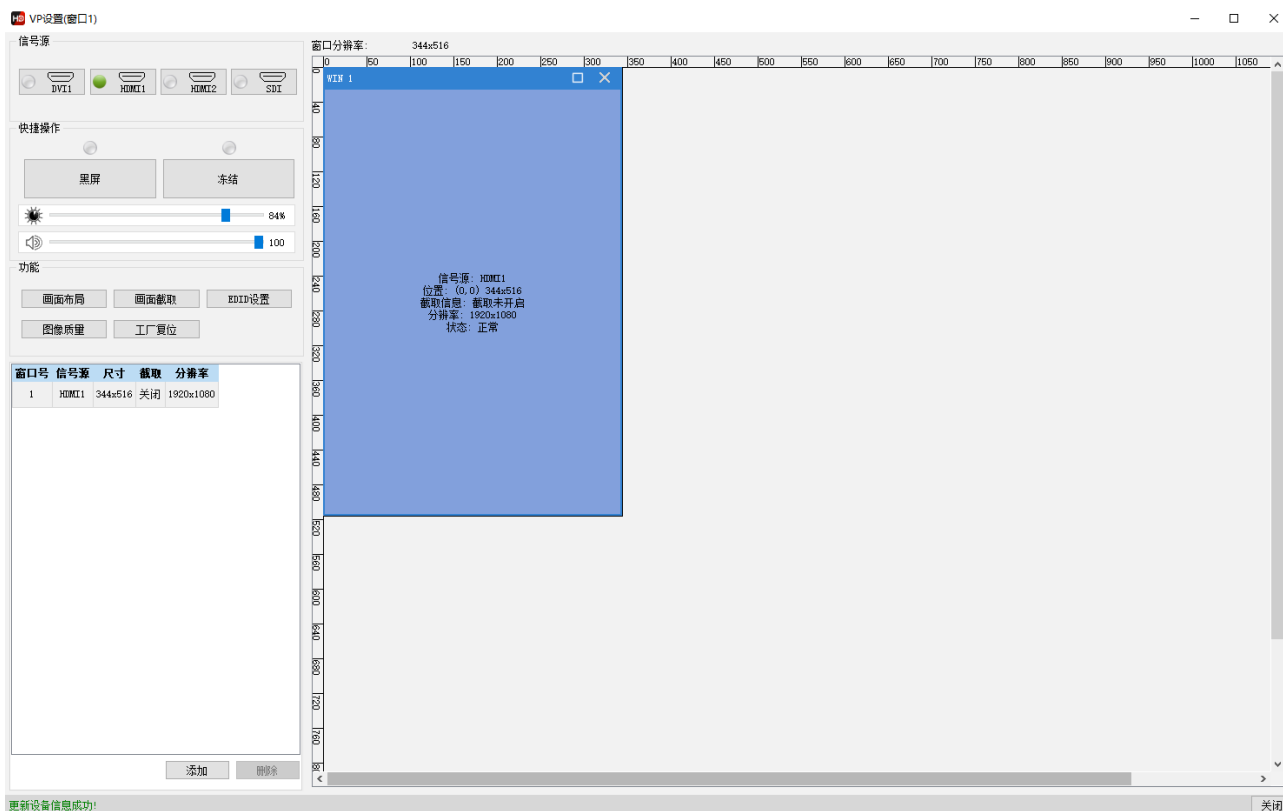 HD VP设置(窗口1)
信号源
DVI1 HDMI1 HDMI2 SDI
快捷操作
黑屏 冻结
84%
100
功能
画面布局 画面截取 EDID设置
图像质量 工厂复位
窗口号 信号源 尺寸 截取 分辨率
1 HDMI1 344x516 关闭 1920x1080
添加 删除
更新设备信息成功!
窗口分辨率: 344x516
0 50 100 150 200 250 300 350 400 450 500 550 600 650 700 750 800 850 900 950 1000 1050
0
40
80
120
160
200
240
280
320
360
400
440
480
520
560
600
640
680
720
760
WIN 1
信号源: HDMI1
位置: (0,0) 344x516
截取信息: 截取未开启
分辨率: 1920x1080
状态: 正常
关闭